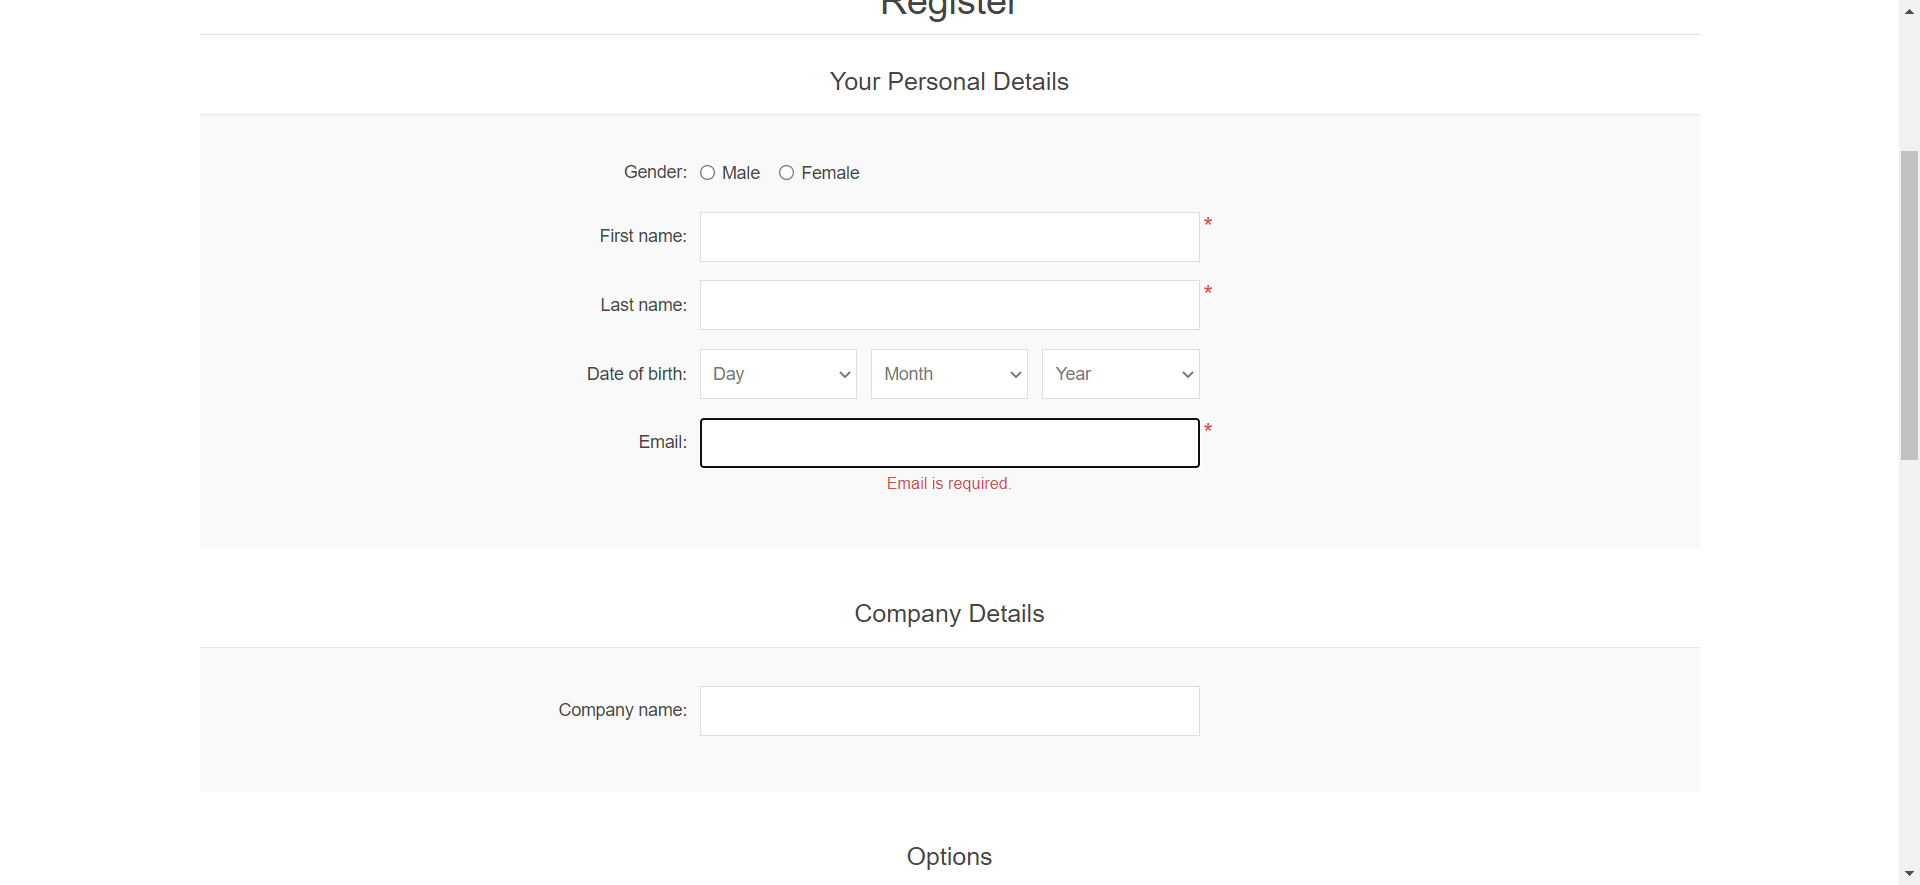 Register
Your Personal Details
Gender: Male Female
First name: *
Last name: *
Date of birth: Day Month Year
Email: *
Email is required.
Company Details
Company name:
Options